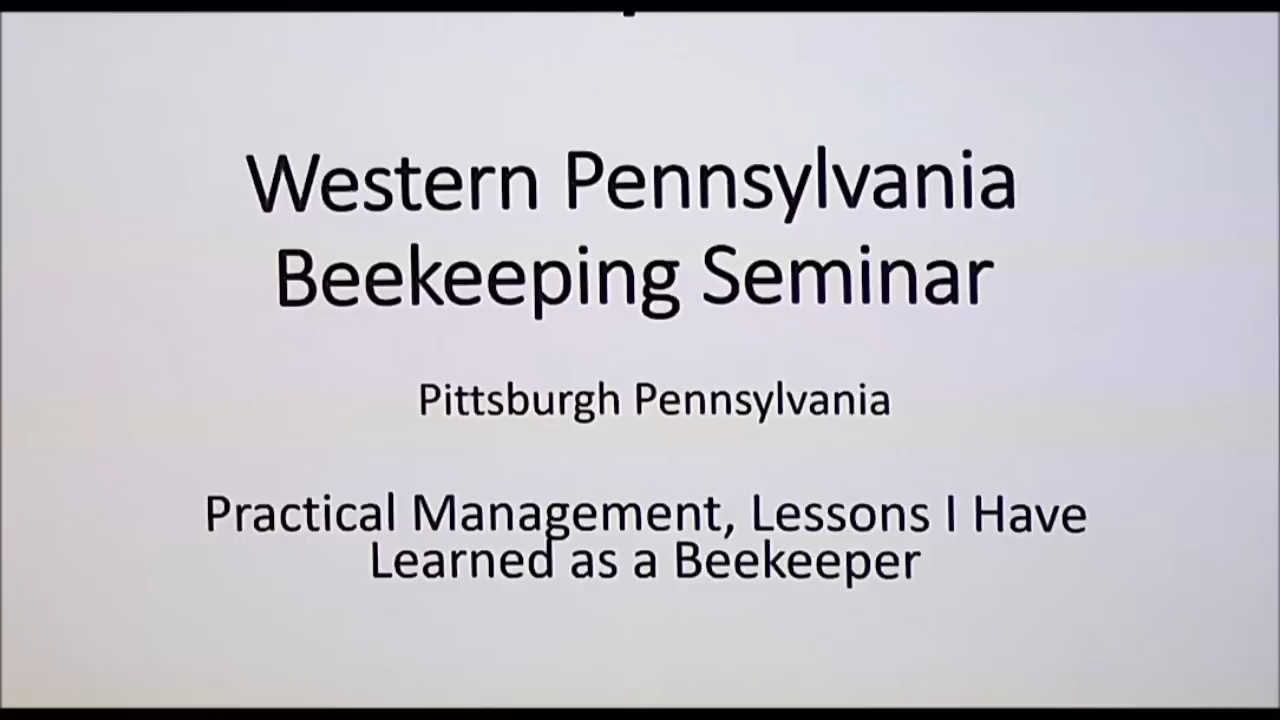 Western Pennsylvania
Beekeeping Seminar
Pittsburgh Pennsylvania
Practical Management, Lessons I Have
Learned as a Beekeeper